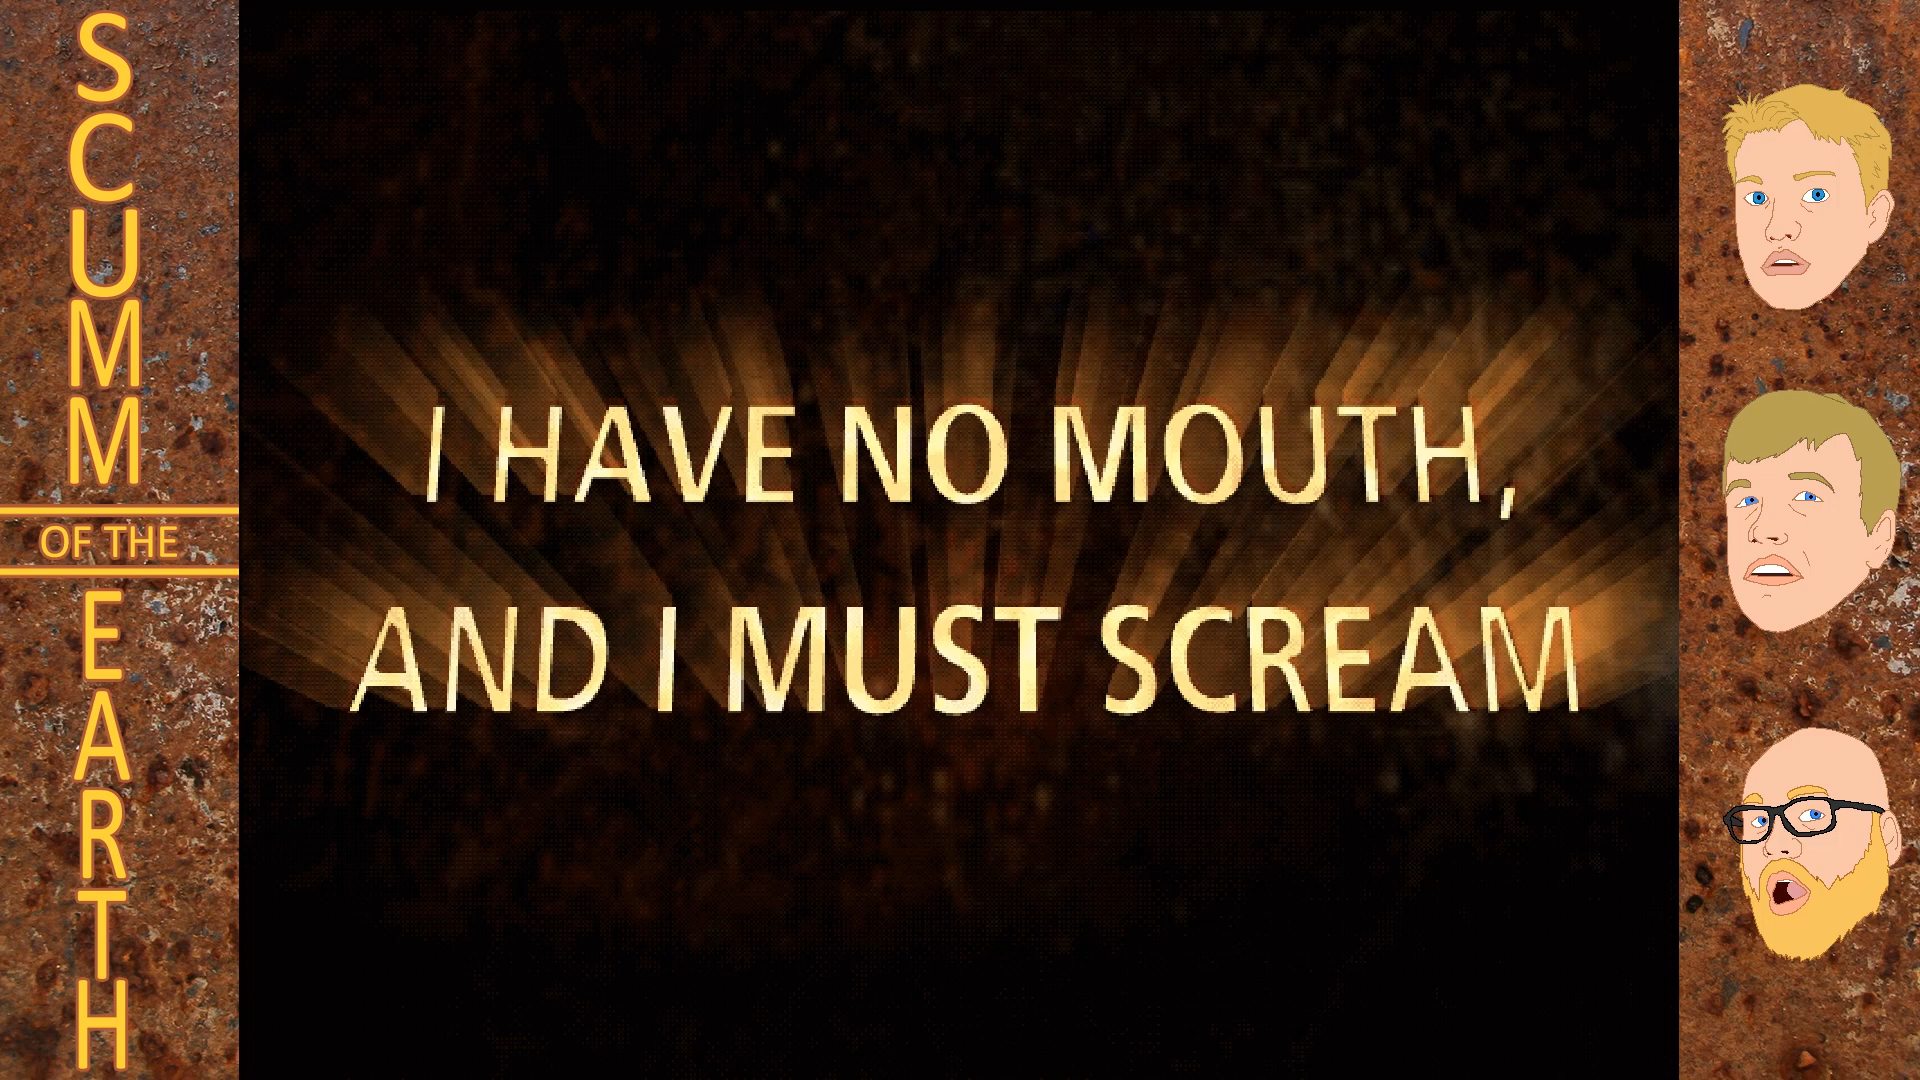 SCUMM
OF THE
EARTH
I HAVE NO MOUTH,
AND I MUST SCREAM